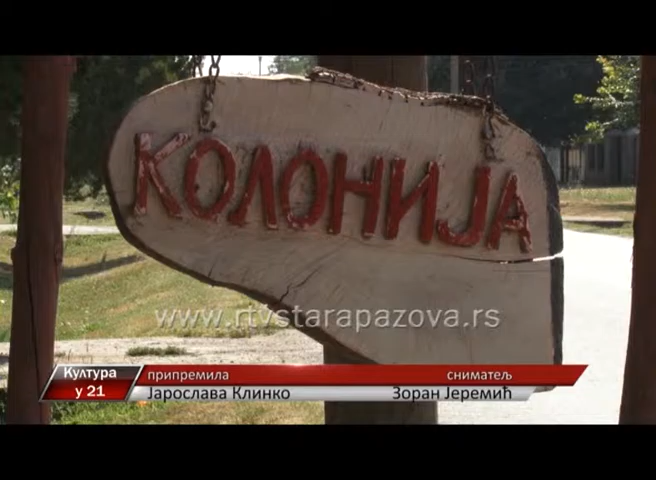 КОЛОНИЈА
www.rtvstarapazova.rs
Култура
у 21
припремила
сниматељ
Јарослава Клинко
Зоран Јеремић